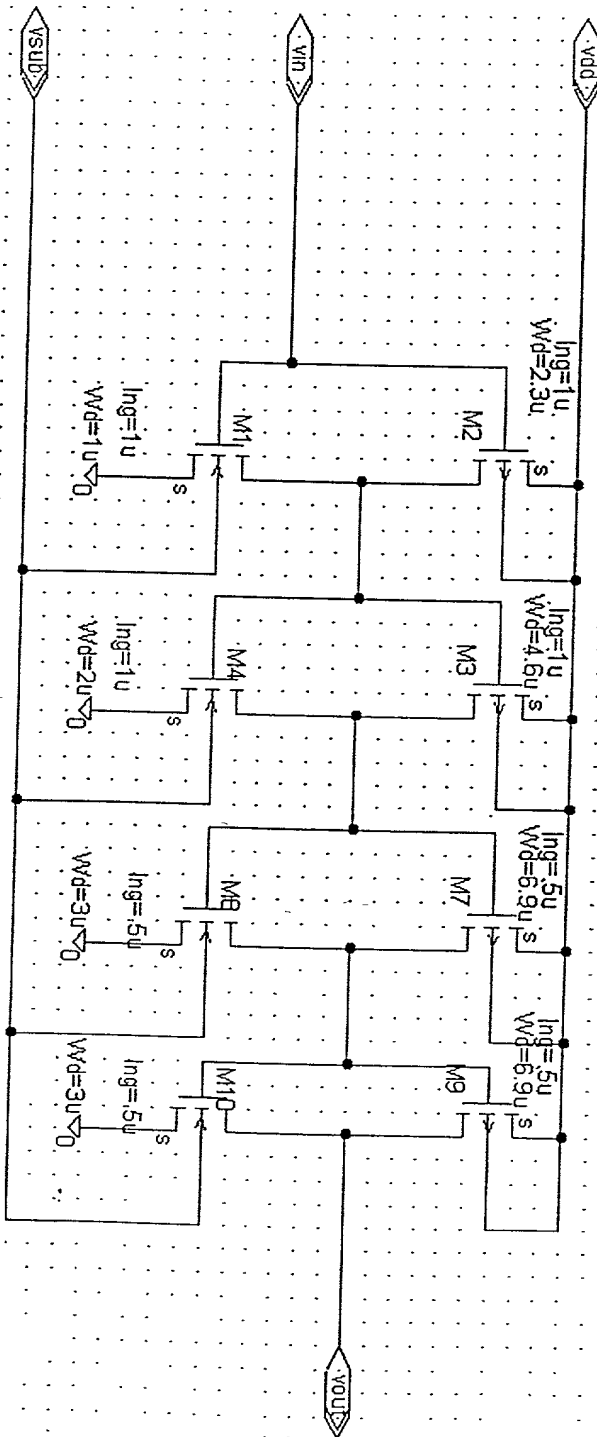 vdd
lng=1u
Wd=2.3u
s
M2
lng=1u
Wd=4.6u
s
M3
lng=.5u
Wd=6.9u
s
M7
lng=.5u
Wd=6.9u
s
M9
vin
vout
M1
s
lng=1u
Wd=1u
0
M4
s
lng=1u
Wd=2u
0
M8
s
lng=.5u
Wd=3u
0
M10
s
lng=.5u
Wd=3u
0
vsub